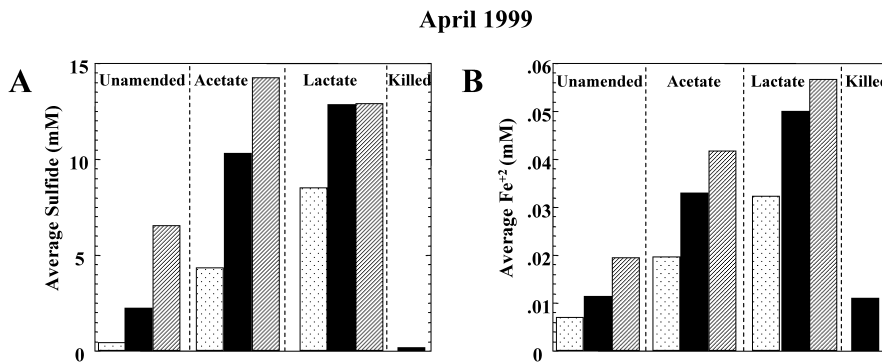 April 1999
A
Average Sulfide (mM)
15
10
5
0
Unamended
Acetate
Lactate
Killed
B
Average Fe+2 (mM)
.06
.05
.04
.03
.02
.01
0
Unamended
Acetate
Lactate
Killed